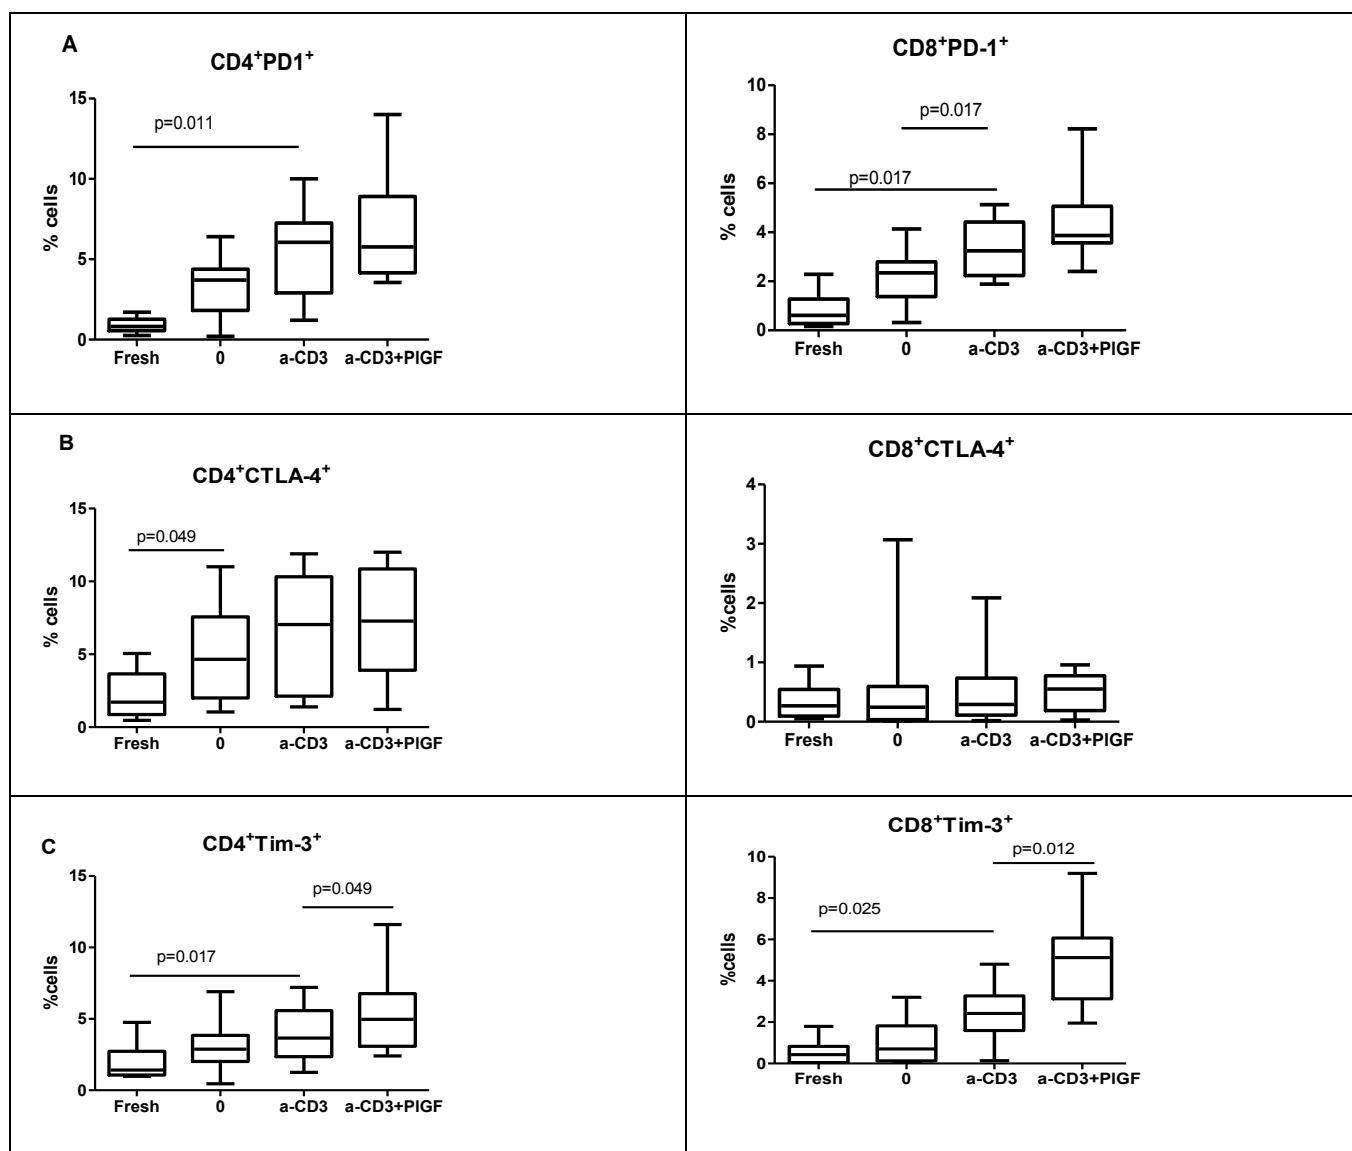 A
CD4⁺PD1⁺
p=0.011
% cells
15
10
5
0
Fresh 0 a-CD3 a-CD3+PIGF
CD8⁺PD-1⁺
p=0.017
p=0.017
% cells
10
8
6
4
2
0
Fresh 0 a-CD3 a-CD3+PIGF
B
CD4⁺CTLA-4⁺
p=0.049
% cells
15
10
5
0
Fresh 0 a-CD3 a-CD3+PIGF
CD8⁺CTLA-4⁺
%cells
4
3
2
1
0
Fresh 0 a-CD3 a-CD3+PIGF
C
CD4⁺Tim-3⁺
p=0.049
p=0.017
%cells
15
10
5
0
Fresh 0 a-CD3 a-CD3+PIGF
CD8⁺Tim-3⁺
p=0.012
p=0.025
%cells
10
8
6
4
2
0
Fresh 0 a-CD3 a-CD3+PIGF